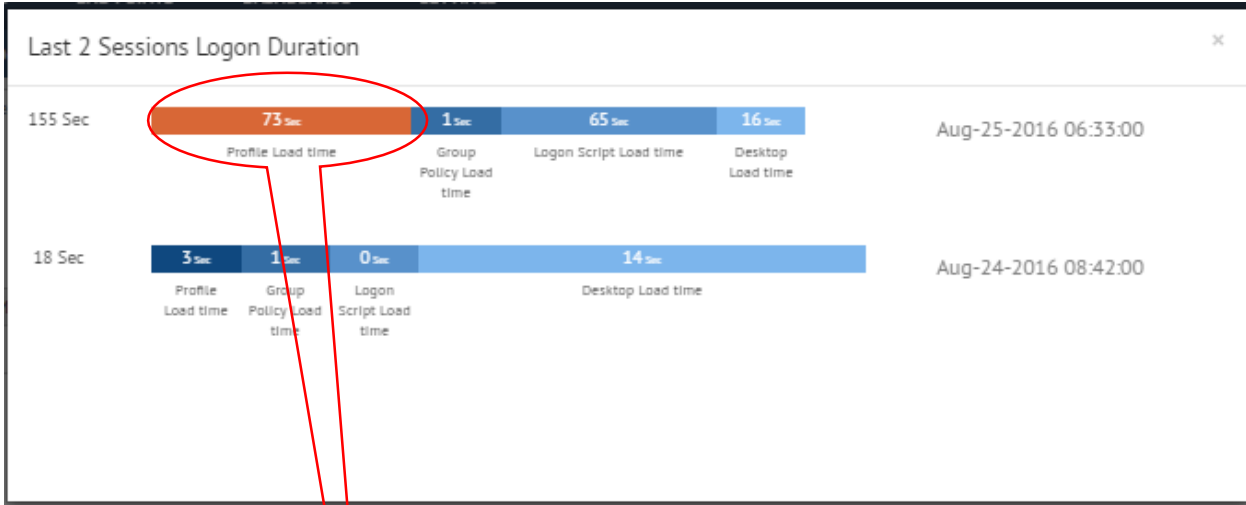 Last 2 Sessions Logon Duration
×
155 Sec
73 Sec
1 Sec
65 Sec
16 Sec
Aug-25-2016 06:33:00
Profile Load time
Group
Policy Load
time
Logon Script Load time
Desktop
Load time
18 Sec
3 Sec
1 Sec
0 Sec
14 Sec
Aug-24-2016 08:42:00
Profile
Load time
Group
Policy Load
time
Logon
Script Load
time
Desktop Load time